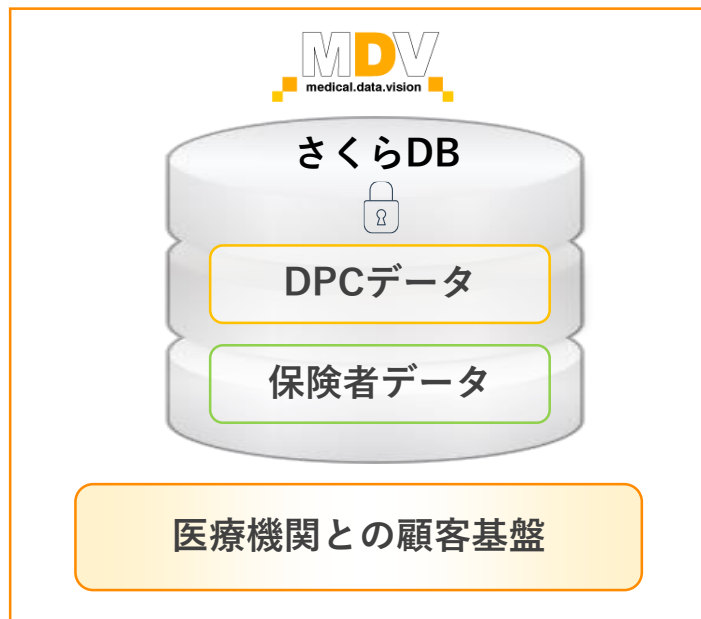 MDV
medical.data.vision
さくらDB
DPCデータ
保険者データ
医療機関との顧客基盤